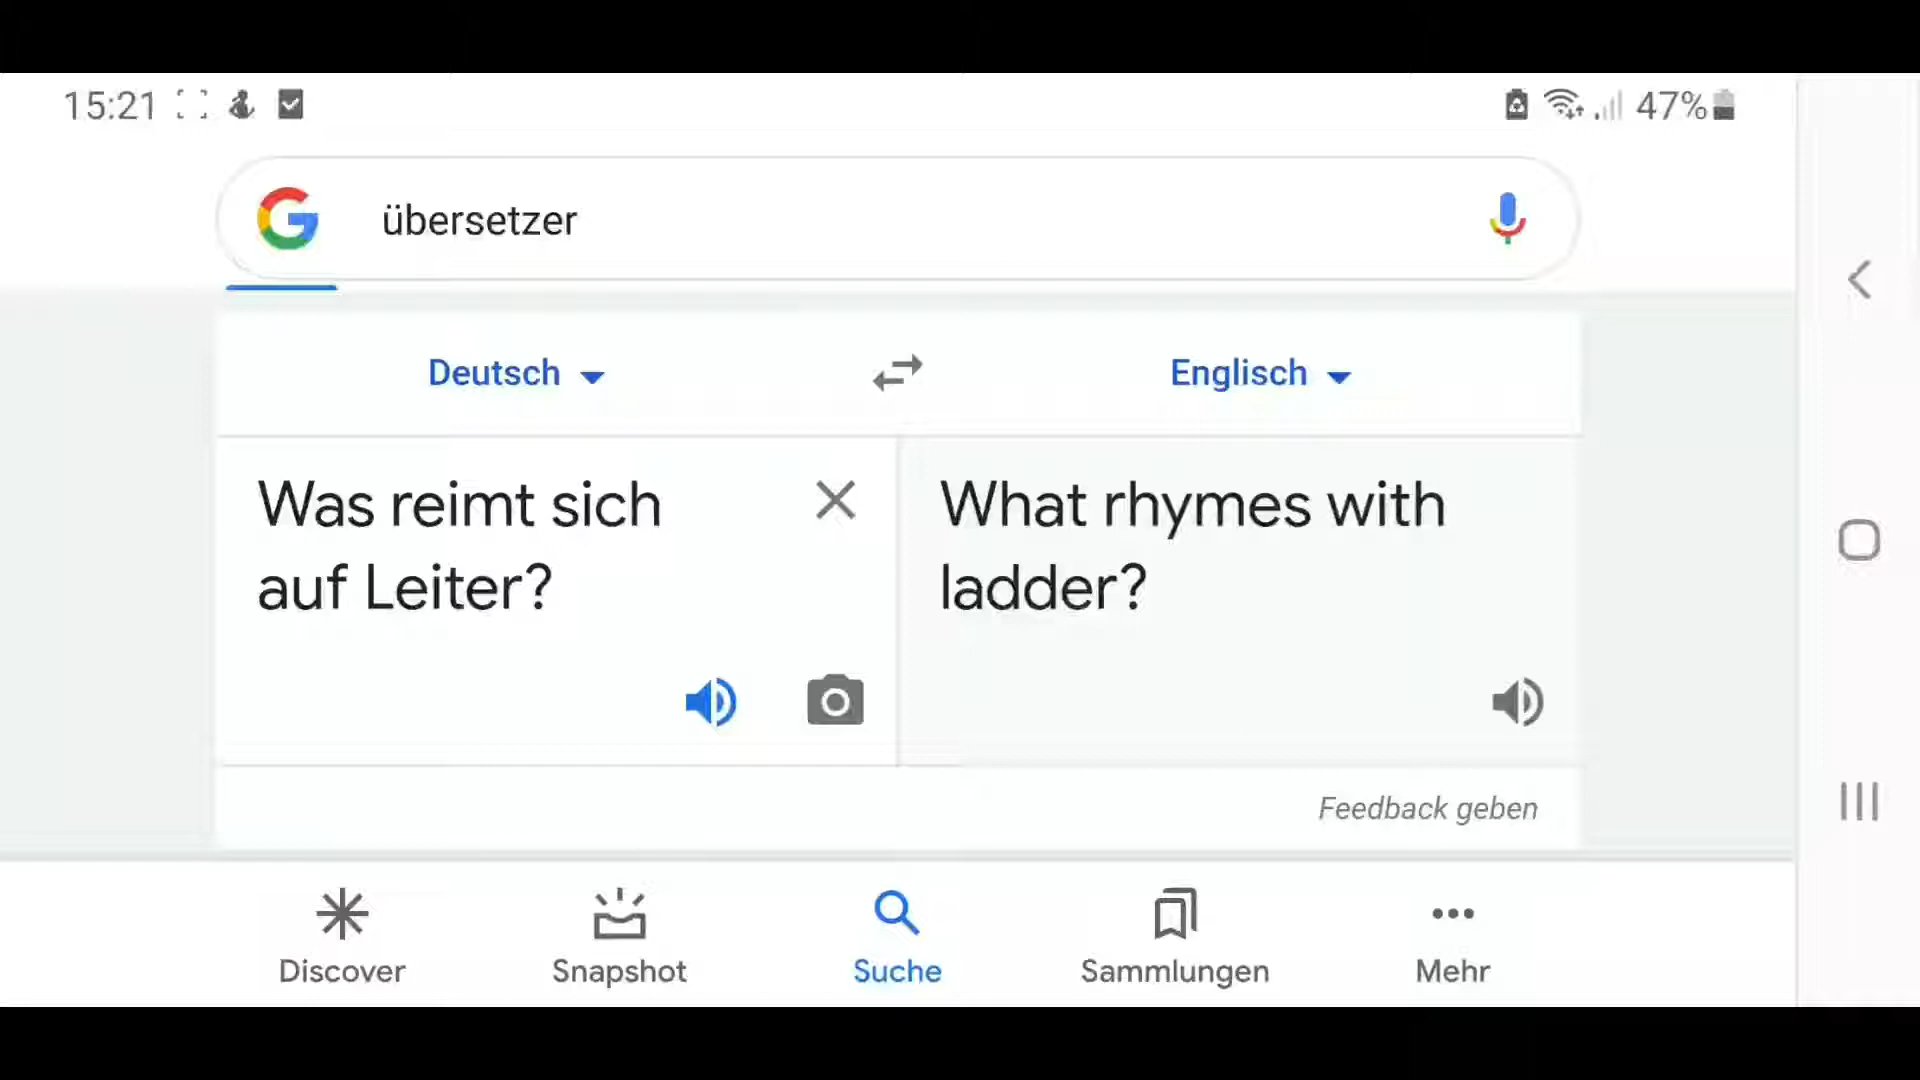 15:21
47%
übersetzer
Deutsch
Englisch
Was reimt sich
auf Leiter?
What rhymes with
ladder?
Feedback geben
Discover
Snapshot
Suche
Sammlungen
Mehr